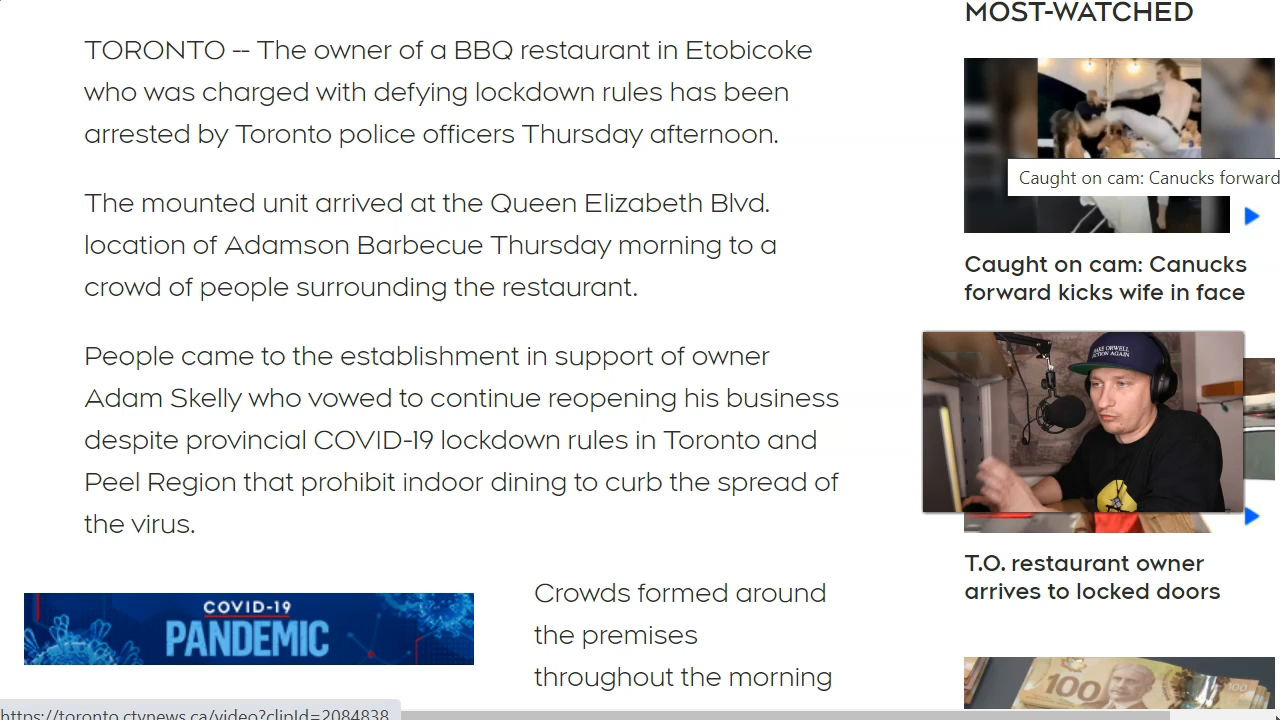 MOST-WATCHED
TORONTO -- The owner of a BBQ restaurant in Etobicoke
who was charged with defying lockdown rules has been
arrested by Toronto police officers Thursday afternoon.
The mounted unit arrived at the Queen Elizabeth Blvd.
location of Adamson Barbecue Thursday morning to a
crowd of people surrounding the restaurant.
People came to the establishment in support of owner
Adam Skelly who vowed to continue reopening his business
despite provincial COVID-19 lockdown rules in Toronto and
Peel Region that prohibit indoor dining to curb the spread of
the virus.
COVID-19
PANDEMIC
Crowds formed around
the premises
throughout the morning
Caught on cam: Canucks forward
Caught on cam: Canucks
forward kicks wife in face
MAKE ORWELL
FICTION AGAIN
T.O. restaurant owner
arrives to locked doors
100
100
https://toronto.ctvnews.ca/video?clipId=2084838